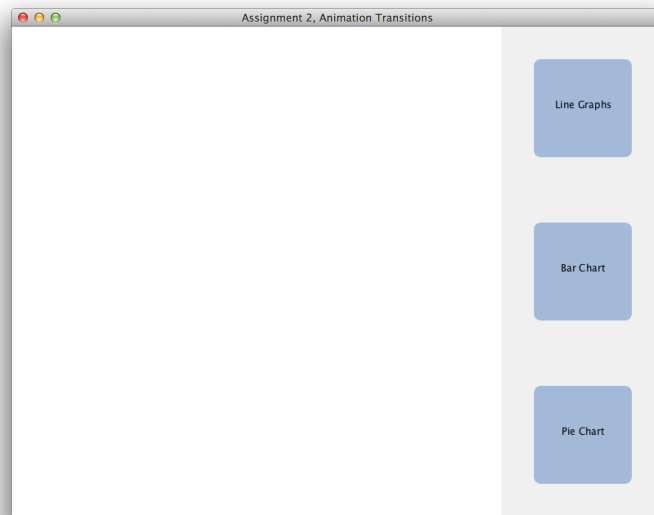 Assignment 2, Animation Transitions
Line Graphs
Bar Chart
Pie Chart